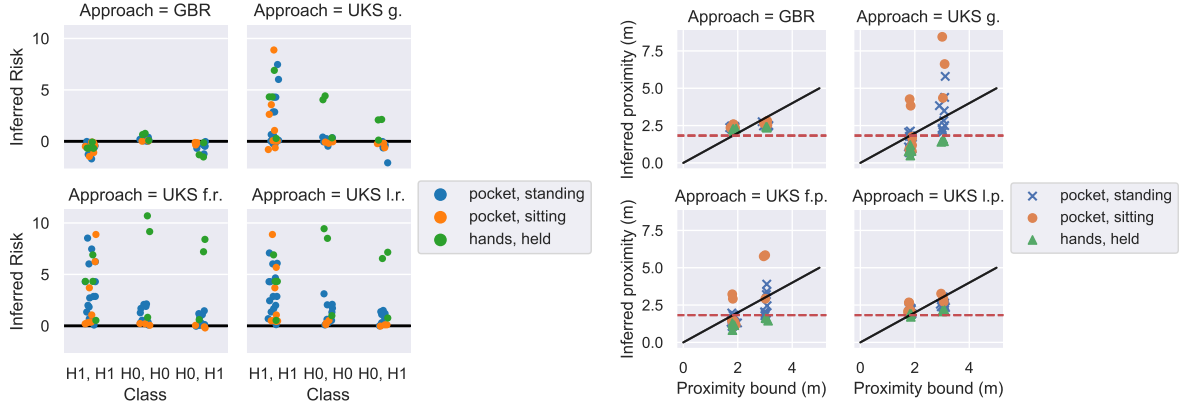 Approach = GBR
Approach = UKS g.
Inferred Risk
10
5
0
Approach = UKS f.r.
Approach = UKS l.r.
Inferred Risk
10
5
0
H1, H1 H0, H0 H0, H1
H1, H1 H0, H0 H0, H1
Class
Class
pocket, standing
pocket, sitting
hands, held
Approach = GBR
Approach = UKS g.
Inferred proximity (m)
7.5
5.0
2.5
0.0
Approach = UKS f.p.
Approach = UKS l.p.
Inferred proximity (m)
7.5
5.0
2.5
0.0
0 2 4
0 2 4
Proximity bound (m)
Proximity bound (m)
pocket, standing
pocket, sitting
hands, held